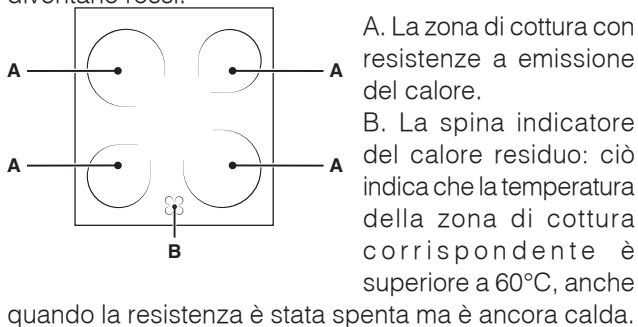 diventano rossi.
A. La zona di cottura con
resistenze a emissione
del calore.
B. La spina indicatore
del calore residuo: ciò
indica che la temperatura
della zona di cottura
corrispondente è
superiore a 60°C, anche
quando la resistenza è stata spenta ma è ancora calda.
A
A
A
A
B